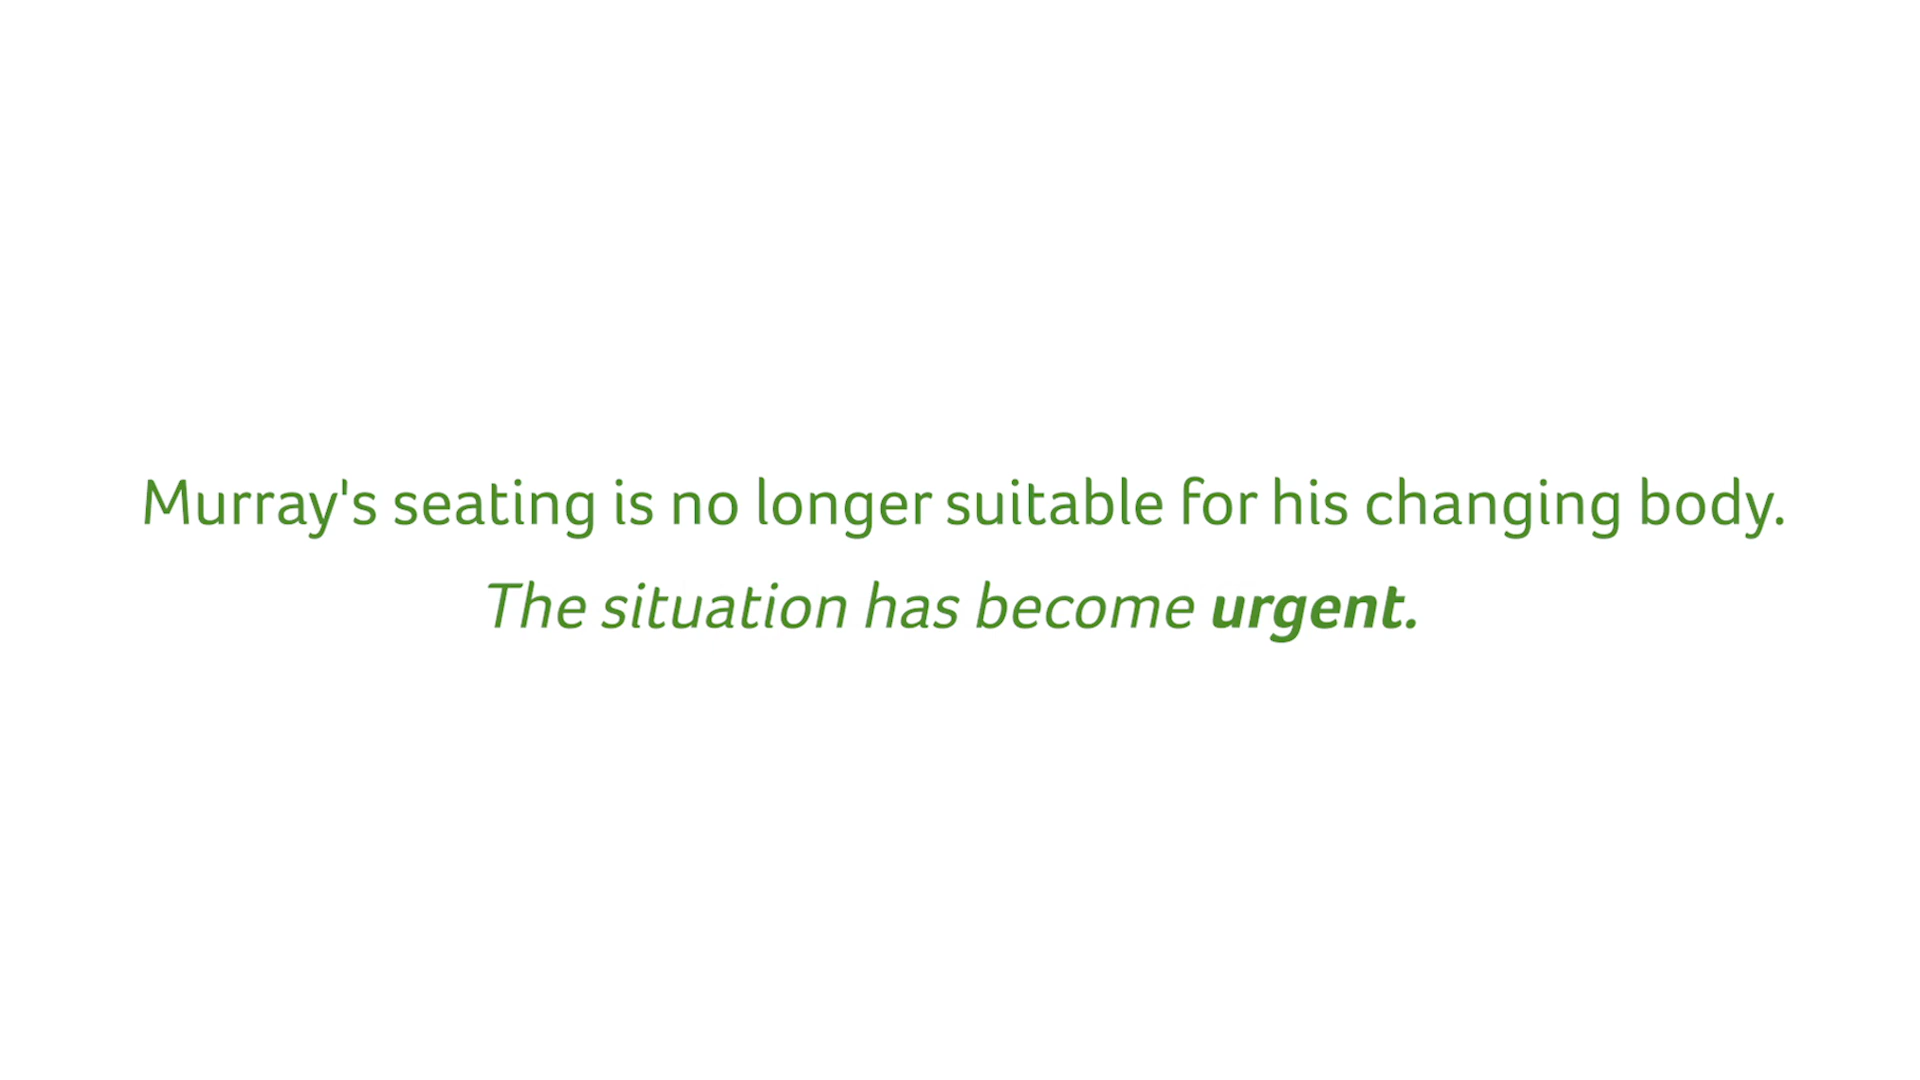 Murray's seating is no longer suitable for his changing body.
The situation has become urgent.